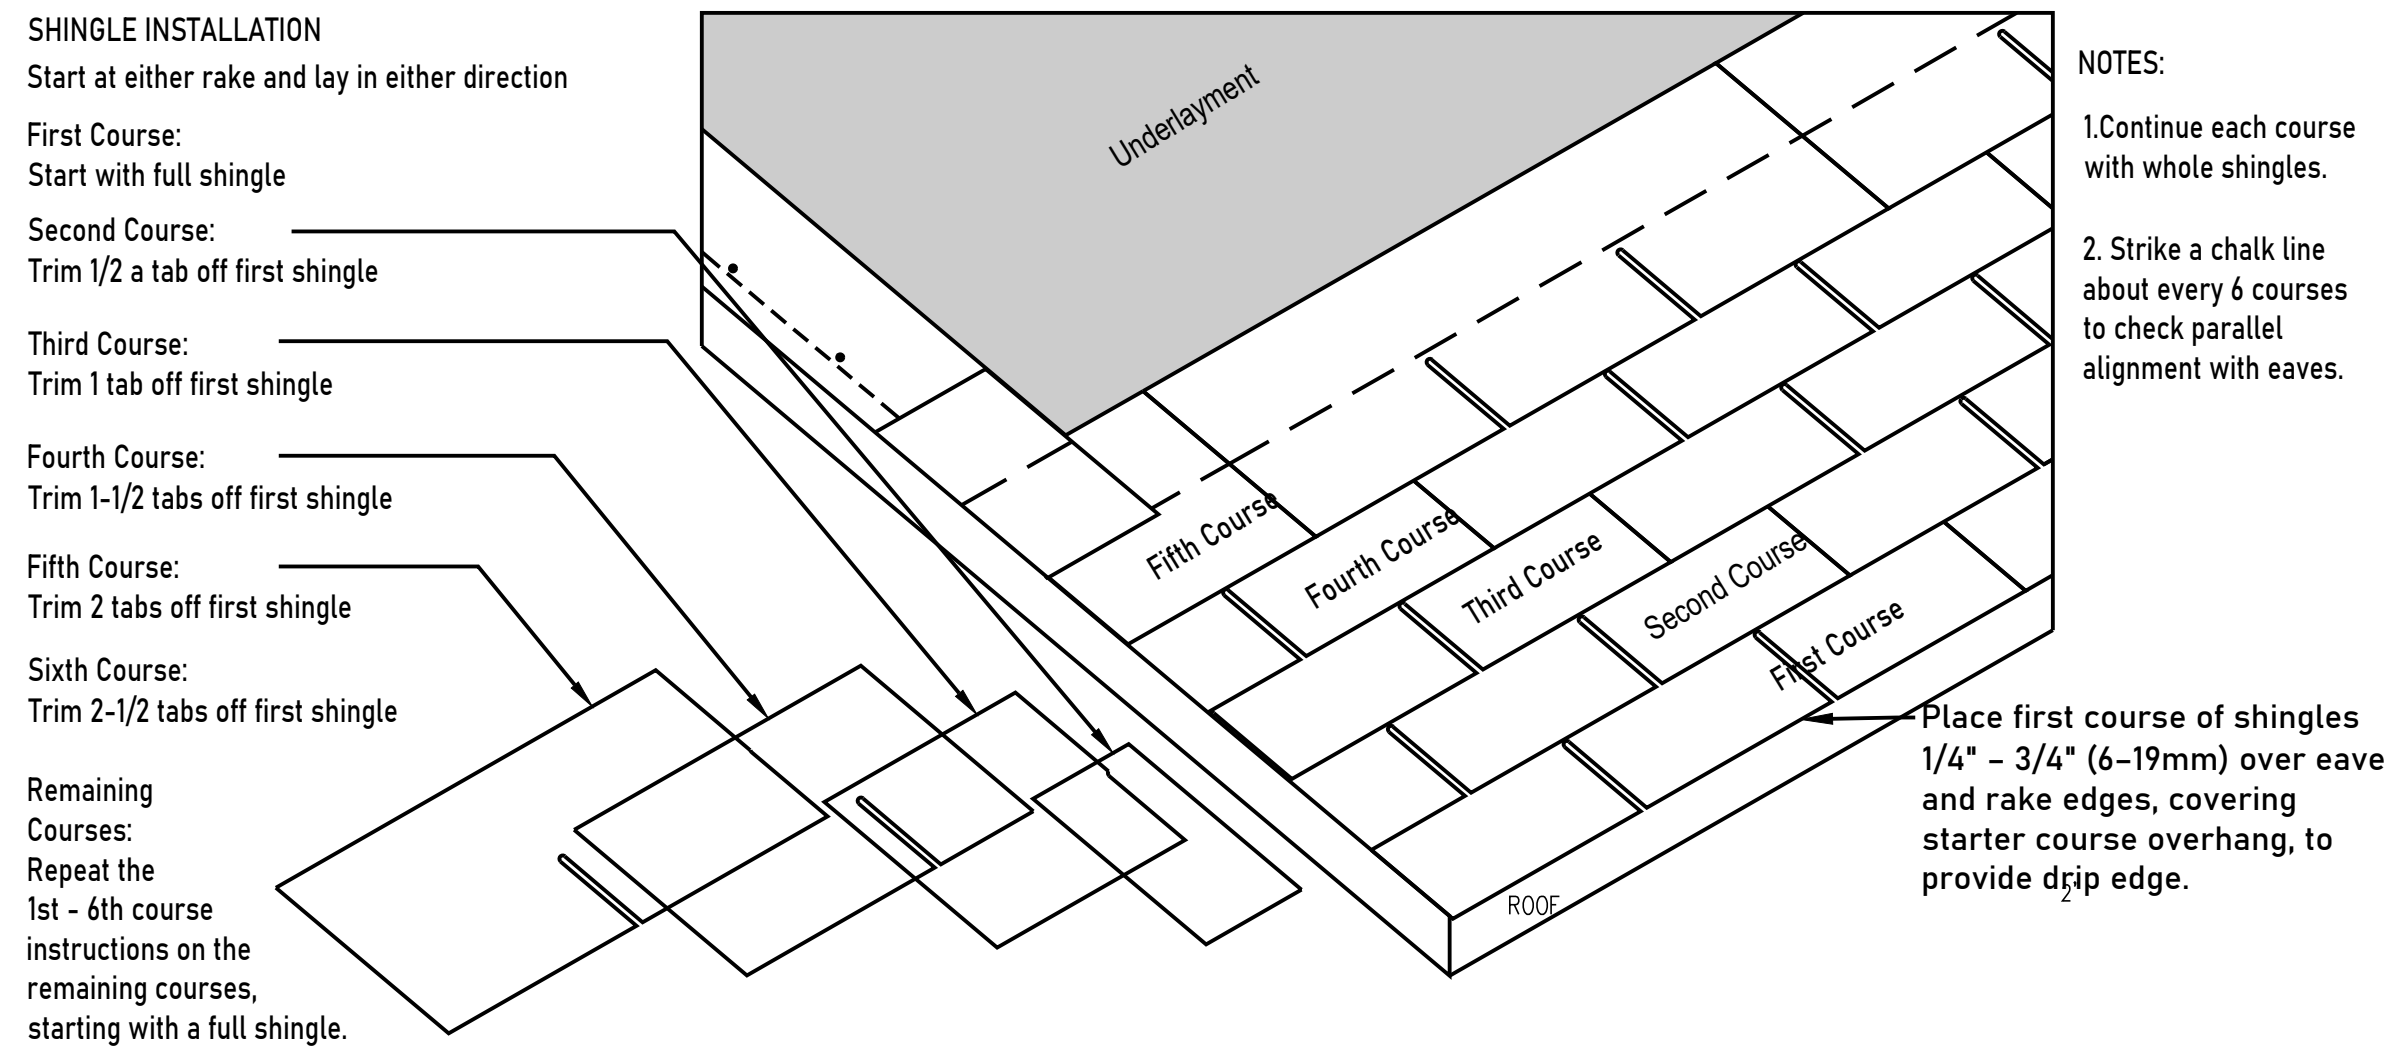 SHINGLE INSTALLATION
Start at either rake and lay in either direction
First Course:
Start with full shingle
Second Course:
Trim 1/2 a tab off first shingle
Third Course:
Trim 1 tab off first shingle
Fourth Course:
Trim 1-1/2 tabs off first shingle
Fifth Course:
Trim 2 tabs off first shingle
Sixth Course:
Trim 2-1/2 tabs off first shingle
Remaining
Courses:
Repeat the
1st - 6th course
instructions on the
remaining courses,
starting with a full shingle.
Underlayment
Fifth Course
Fourth Course
Third Course
Second Course
First Course
ROOF
NOTES:
1.Continue each course
with whole shingles.
2. Strike a chalk line
about every 6 courses
to check parallel
alignment with eaves.
Place first course of shingles
1/4" – 3/4" (6–19mm) over eave
and rake edges, covering
starter course overhang, to
provide drip edge.
2"